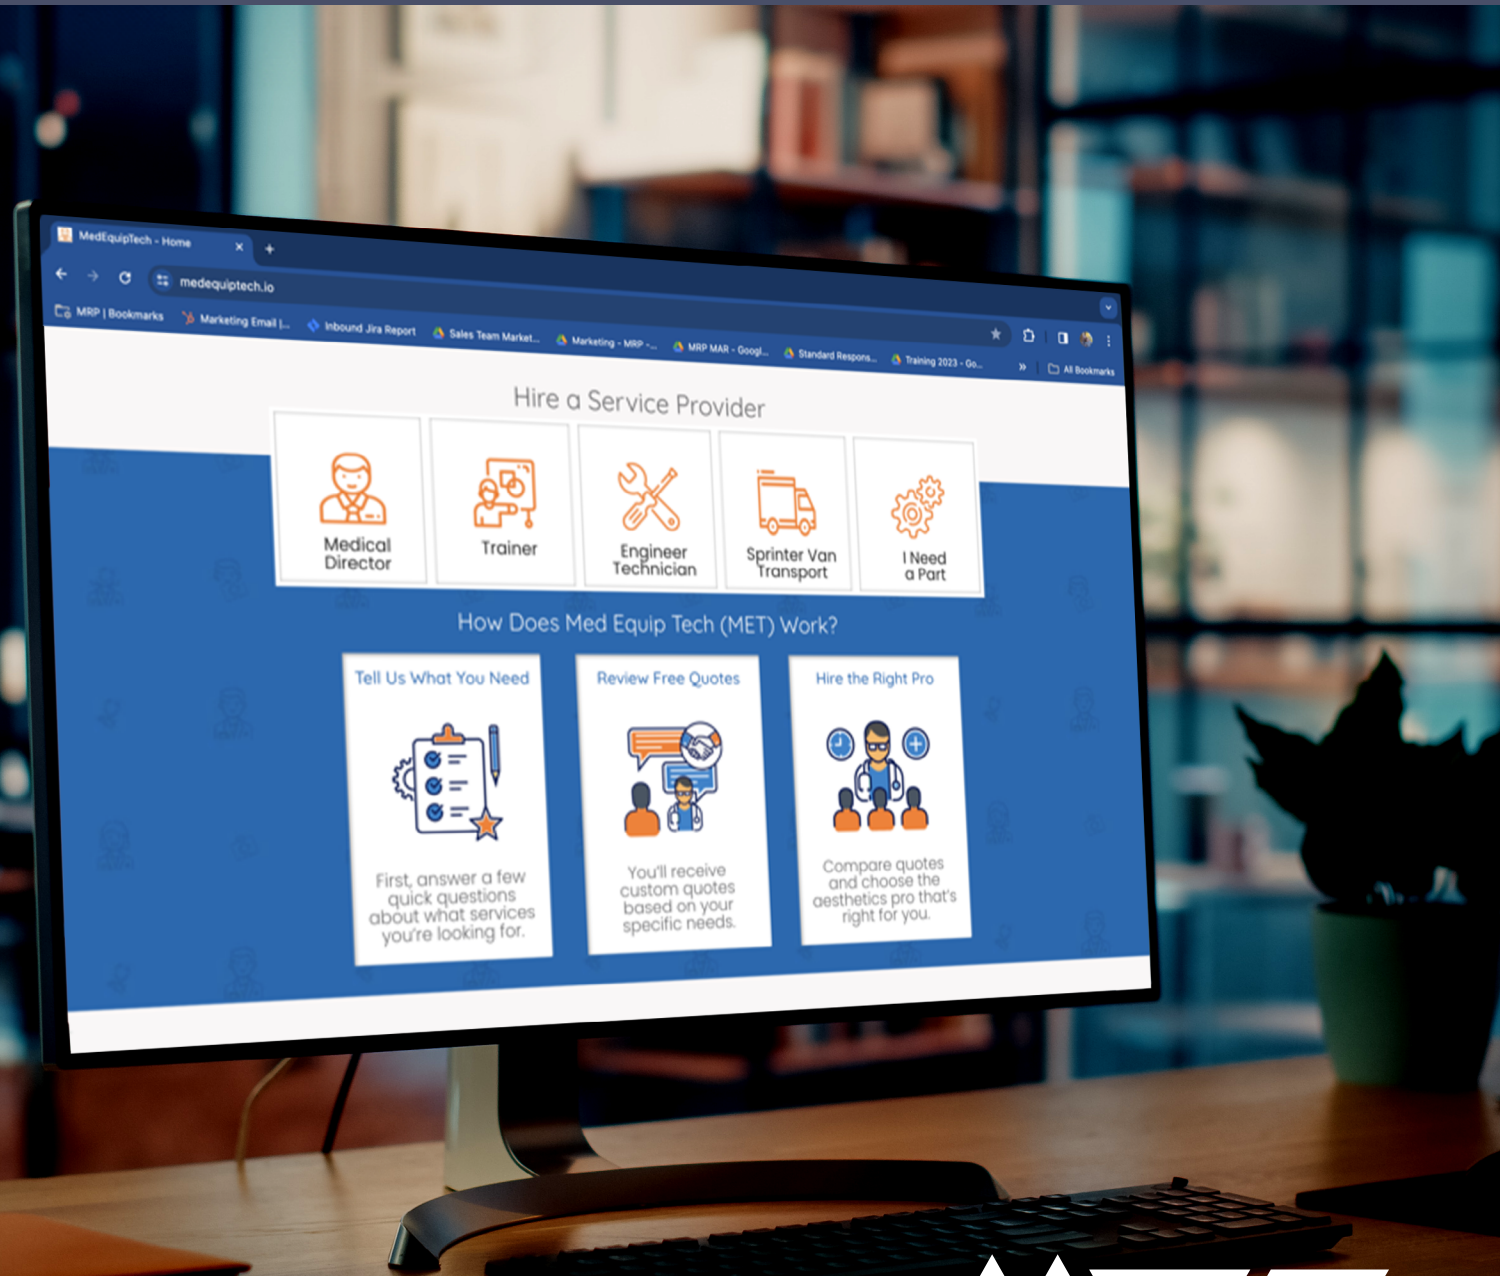 MedEquipTech - Home
medequiptech.io
MRP | Bookmarks
Marketing Email |...
Inbound Jira Report
Sales Team Market...
Marketing - MRP -...
MRP MAR - Googl...
Standard Respons...
Training 2023 - Go...
All Bookmarks
Hire a Service Provider
Medical
Director
Trainer
Engineer
Technician
Sprinter Van
Transport
I Need
a Part
How Does Med Equip Tech (MET) Work?
Tell Us What You Need
First, answer a few
quick questions
about what services
you're looking for.
Review Free Quotes
You'll receive
custom quotes
based on your
specific needs.
Hire the Right Pro
Compare quotes
and choose the
aesthetics pro that's
right for you.